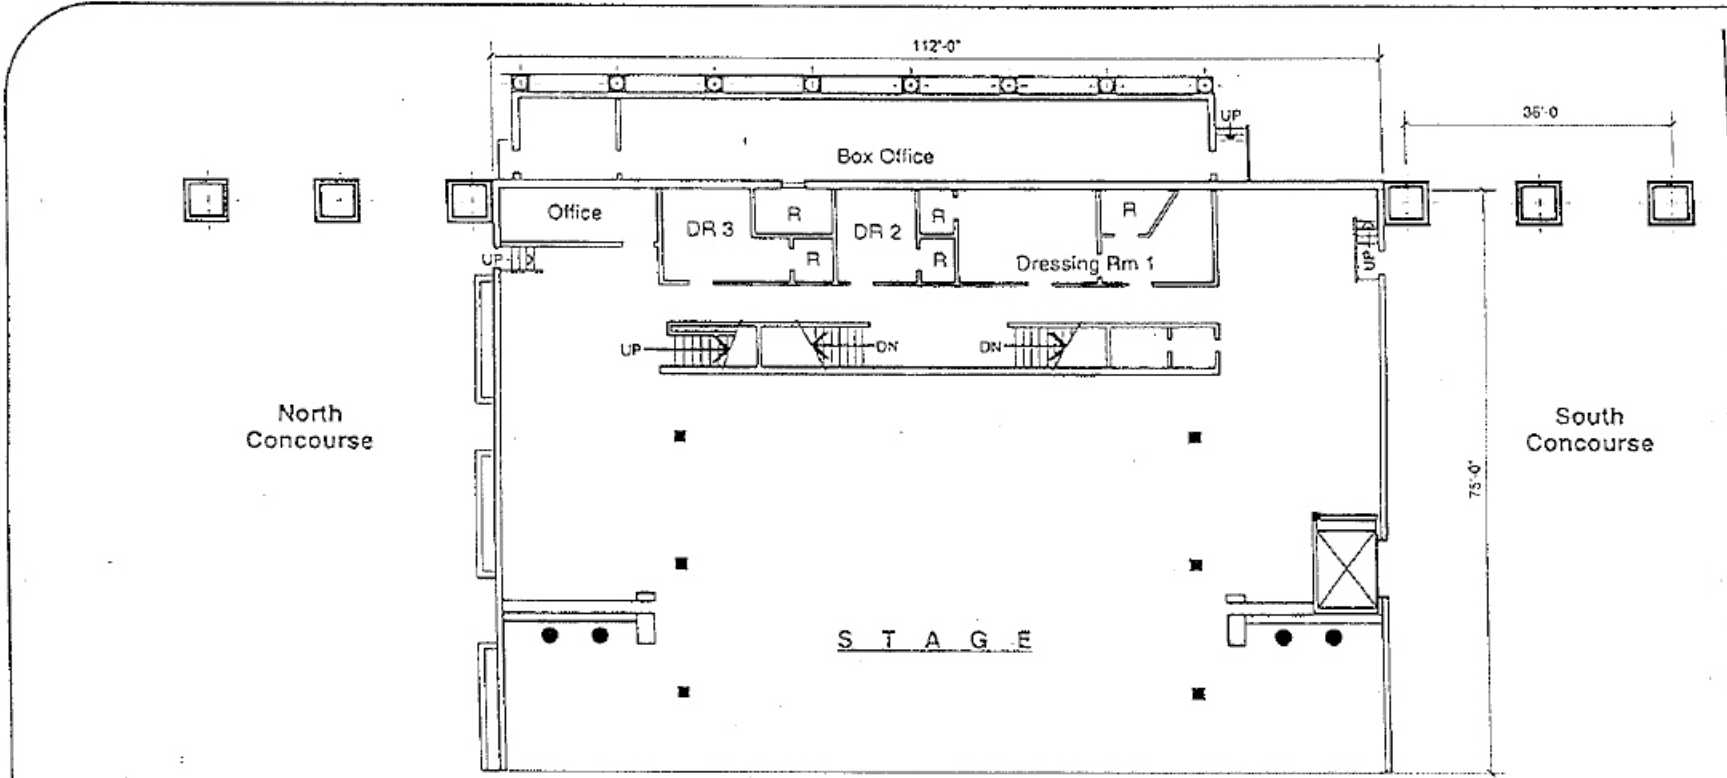 112'-0"
36'-0
UP
Box Office
Office
DR 3
R
DR 2
R
R
R
R
Dressing Rm 1
UP
UP
UP
DN
DN
North
Concourse
South
Concourse
75'-0"
STAGE